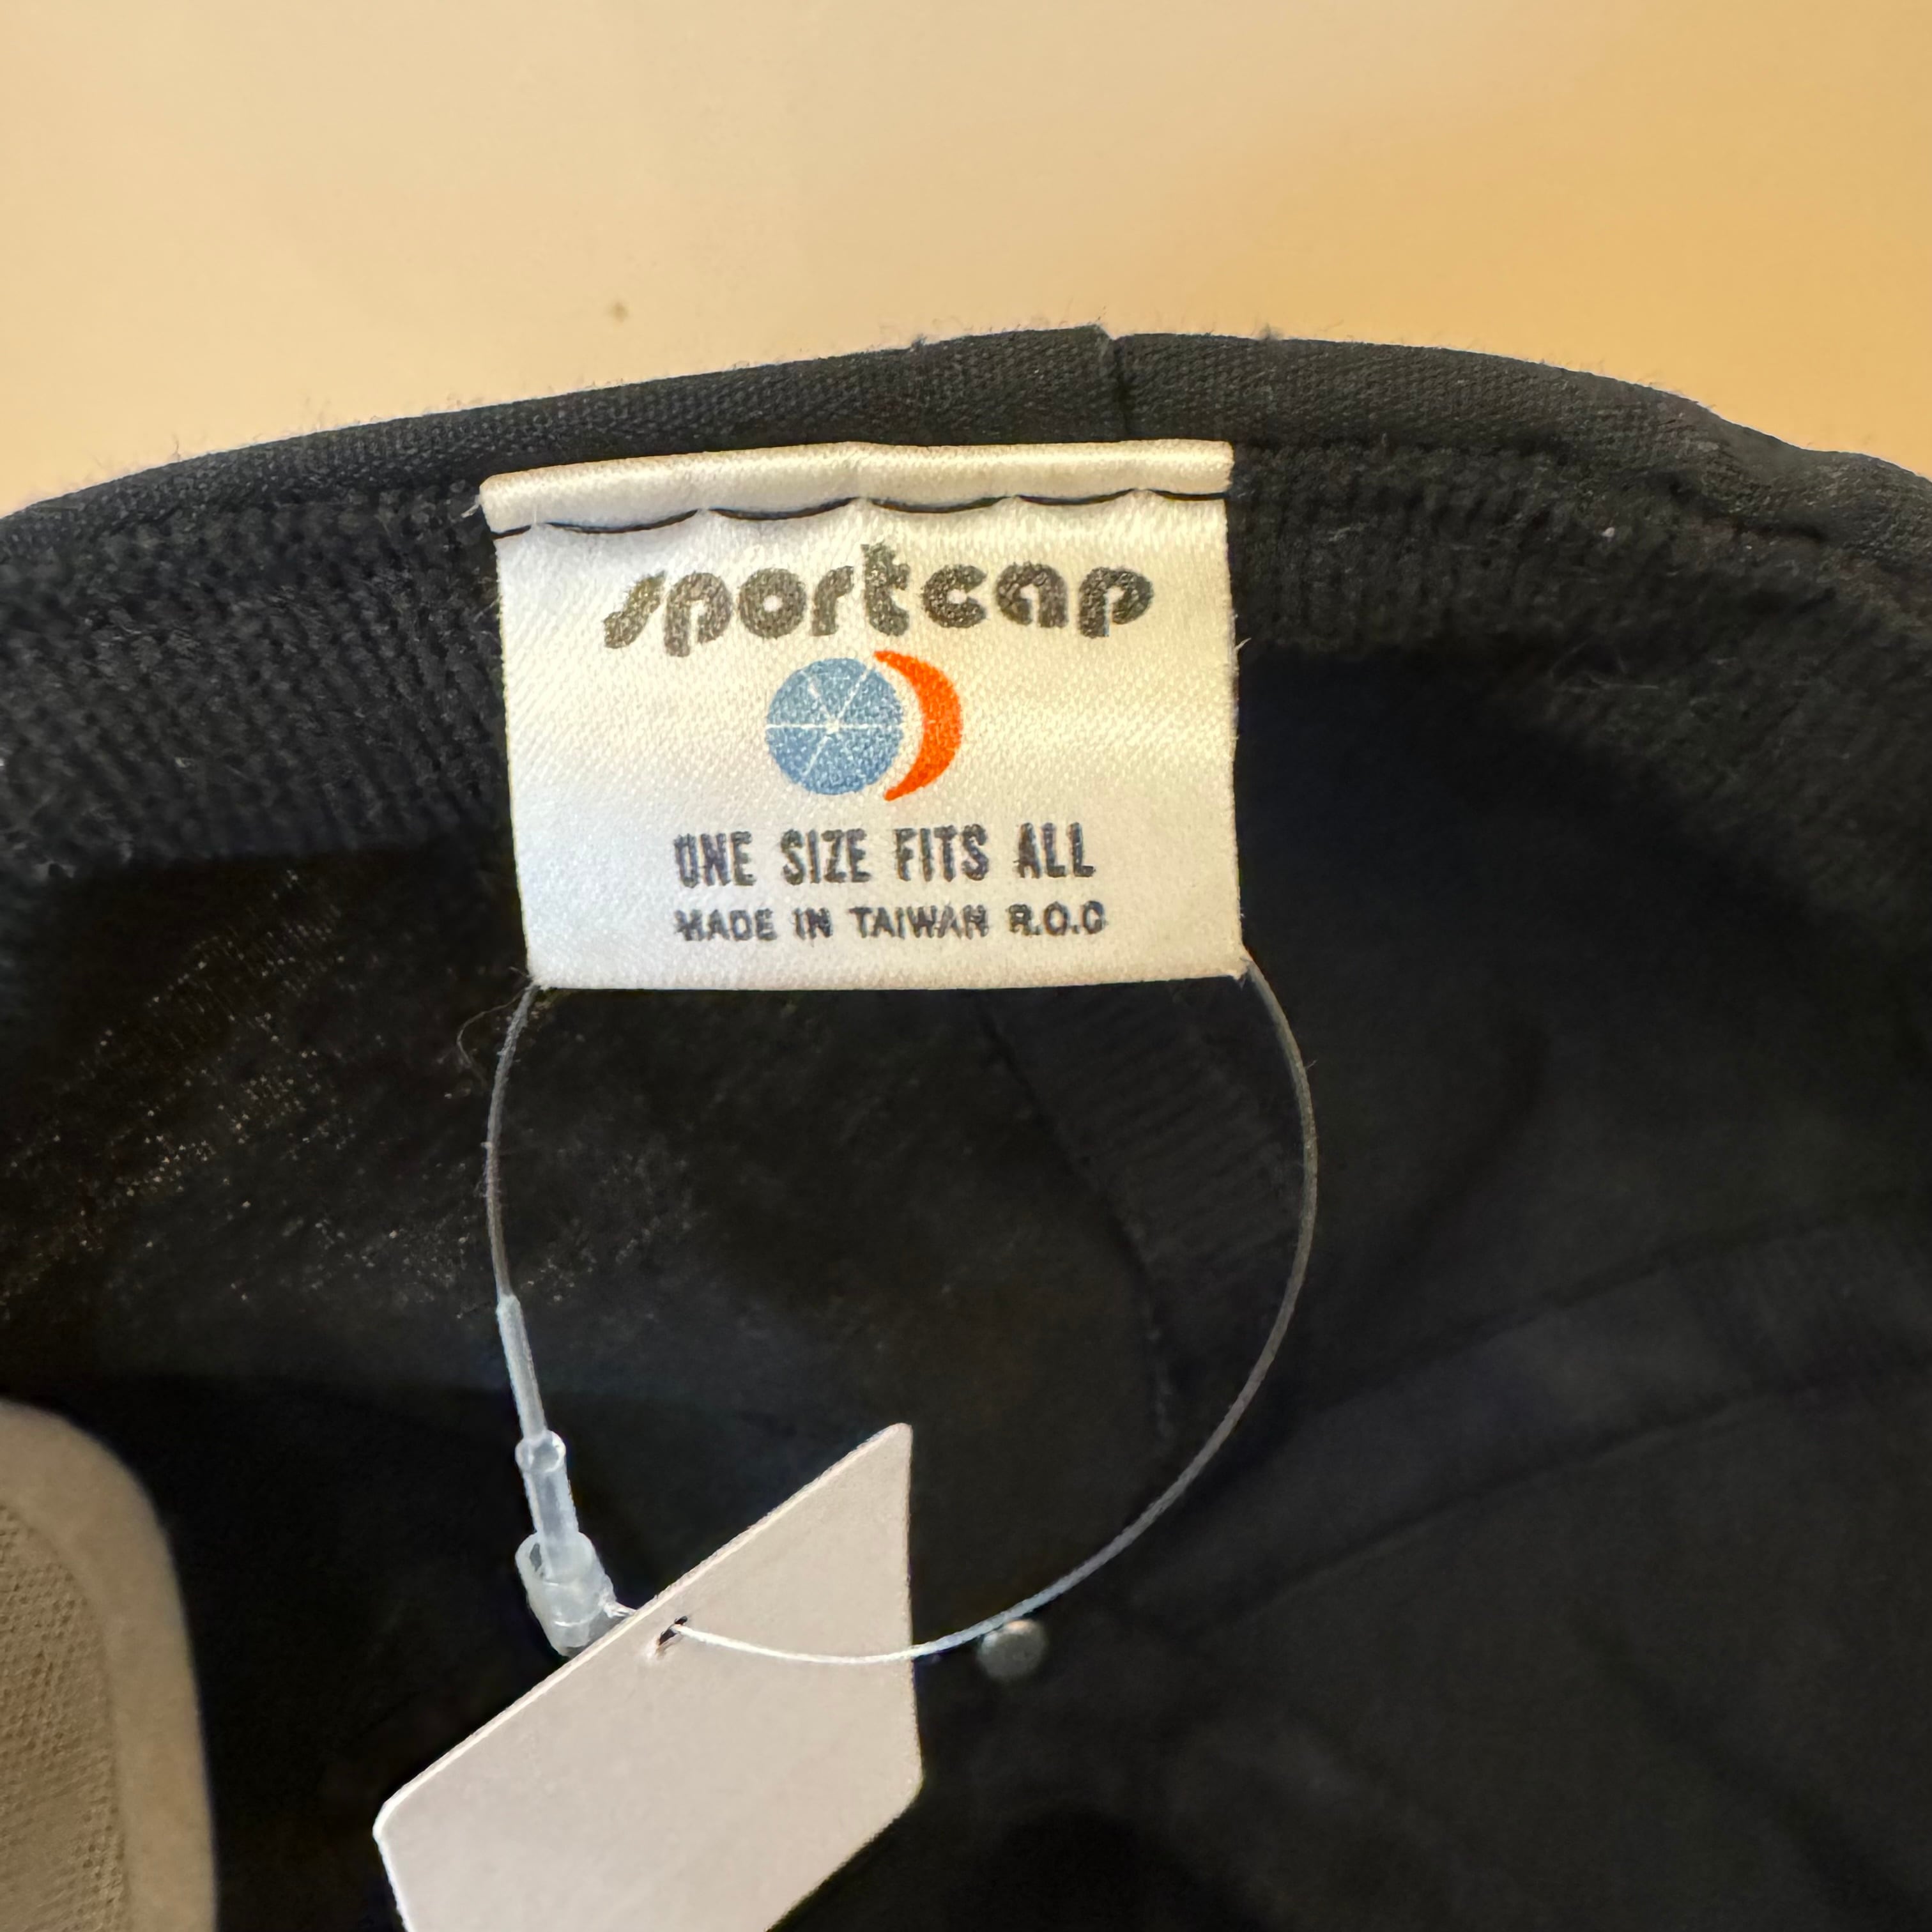 sportcap
ONE SIZE FITS ALL
MADE IN TAIWAN R.O.C